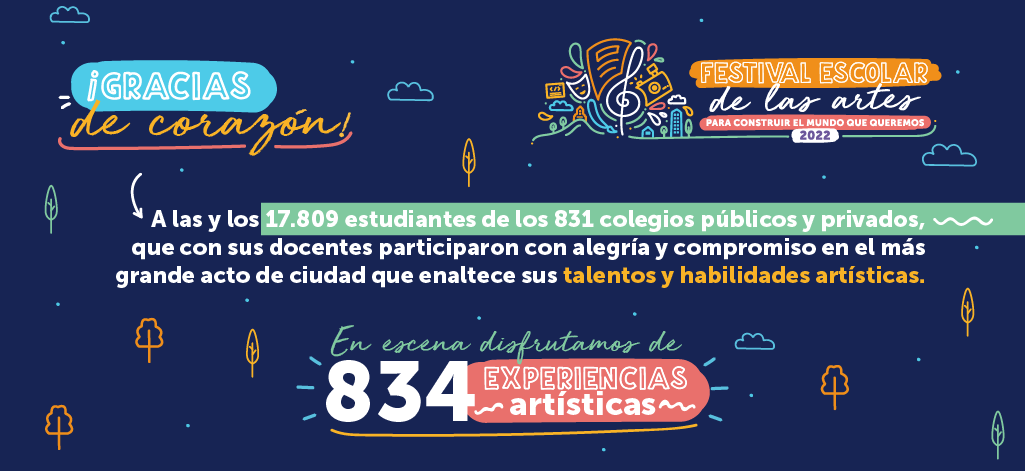 ¡GRACIAS
de corazón!
FESTIVAL ESCOLAR
de las artes
PARA CONSTRUIR EL MUNDO QUE QUEREMOS
2022
A las y los 17.809 estudiantes de los 831 colegios públicos y privados,
que con sus docentes participaron con alegría y compromiso en el más
grande acto de ciudad que enaltece sus talentos y habilidades artísticas.
En escena disfrutamos de
834 EXPERIENCIAS
artísticas